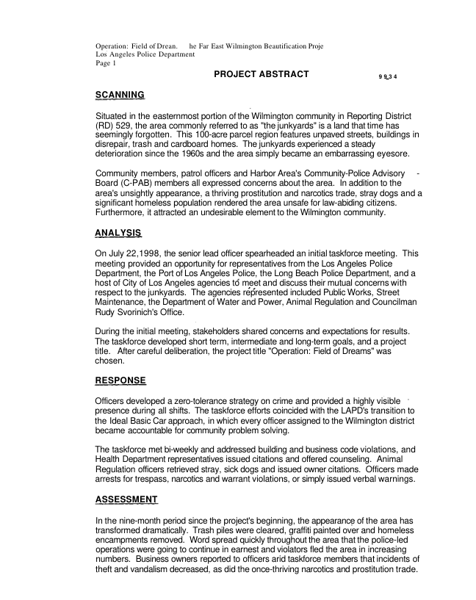 Operation: Field of Drean. he Far East Wilmington Beautification Proje
Los Angeles Police Department
Page 1
PROJECT ABSTRACT
SCANNING
Situated in the easternmost portion of the Wilmington community in Reporting District
(RD) 529, the area commonly referred to as "the junkyards" is a land that time has
seemingly forgotten. This 100-acre parcel region features unpaved streets, buildings in
disrepair, trash and cardboard homes. The junkyards experienced a steady
deterioration since the 1960s and the area simply became an embarrassing eyesore.
Community members, patrol officers and Harbor Area's Community-Police Advisory
Board (C-PAB) members all expressed concerns about the area. In addition to the
area's unsightly appearance, a thriving prostitution and narcotics trade, stray dogs and a
significant homeless population rendered the area unsafe for law-abiding citizens.
Furthermore, it attracted an undesirable element to the Wilmington community.
ANALYSIS
On July 22,1998, the senior lead officer spearheaded an initial taskforce meeting. This
meeting provided an opportunity for representatives from the Los Angeles Police
Department, the Port of Los Angeles Police, the Long Beach Police Department, and a
host of City of Los Angeles agencies to meet and discuss their mutual concerns with
respect to the junkyards. The agencies represented included Public Works, Street
Maintenance, the Department of Water and Power, Animal Regulation and Councilman
Rudy Svorinich's Office.
During the initial meeting, stakeholders shared concerns and expectations for results.
The taskforce developed short term, intermediate and long-term goals, and a project
title. After careful deliberation, the project title "Operation: Field of Dreams" was
chosen.
RESPONSE
Officers developed a zero-tolerance strategy on crime and provided a highly visible
presence during all shifts. The taskforce efforts coincided with the LAPD's transition to
the Ideal Basic Car approach, in which every officer assigned to the Wilmington district
became accountable for community problem solving.
The taskforce met bi-weekly and addressed building and business code violations, and
Health Department representatives issued citations and offered counseling. Animal
Regulation officers retrieved stray, sick dogs and issued owner citations. Officers made
arrests for trespass, narcotics and warrant violations, or simply issued verbal warnings.
ASSESSMENT
In the nine-month period since the project's beginning, the appearance of the area has
transformed dramatically. Trash piles were cleared, graffiti painted over and homeless
encampments removed. Word spread quickly throughout the area that the police-led
operations were going to continue in earnest and violators fled the area in increasing
numbers. Business owners reported to officers and taskforce members that incidents of
theft and vandalism decreased, as did the once-thriving narcotics and prostitution trade.